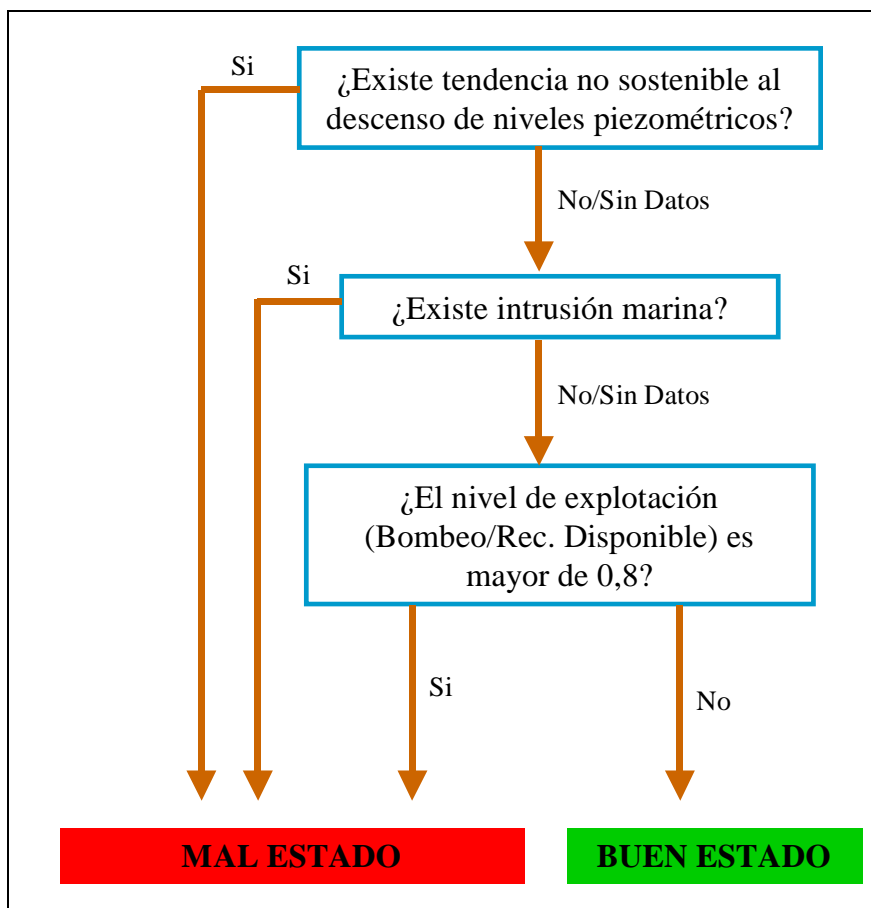 Si
¿Existe tendencia no sostenible al
descenso de niveles piezométricos?
No/Sin Datos
Si
¿Existe intrusión marina?
No/Sin Datos
¿El nivel de explotación
(Bombeo/Rec. Disponible) es
mayor de 0,8?
Si
No
MAL ESTADO
BUEN ESTADO